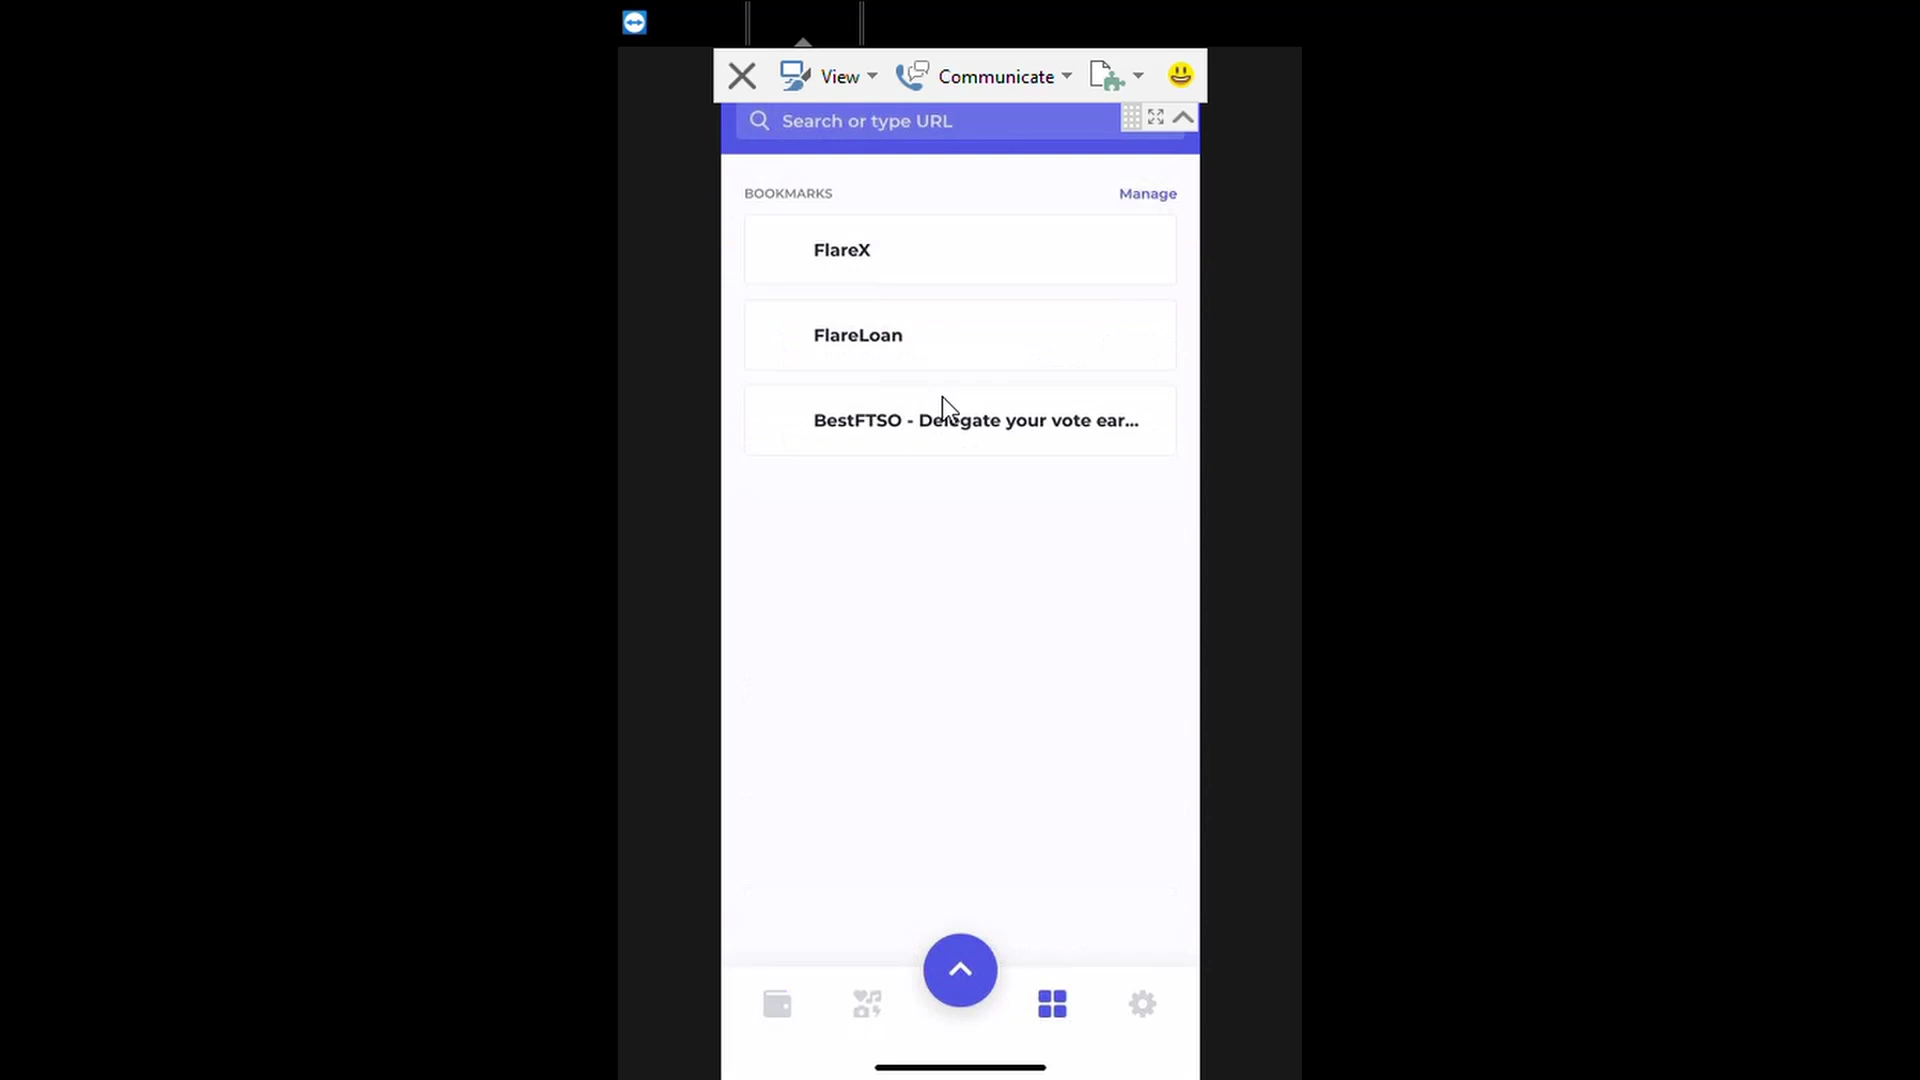 View
Communicate
Search or type URL
BOOKMARKS
Manage
FlareX
FlareLoan
BestFTSO - Delegate your vote ear...